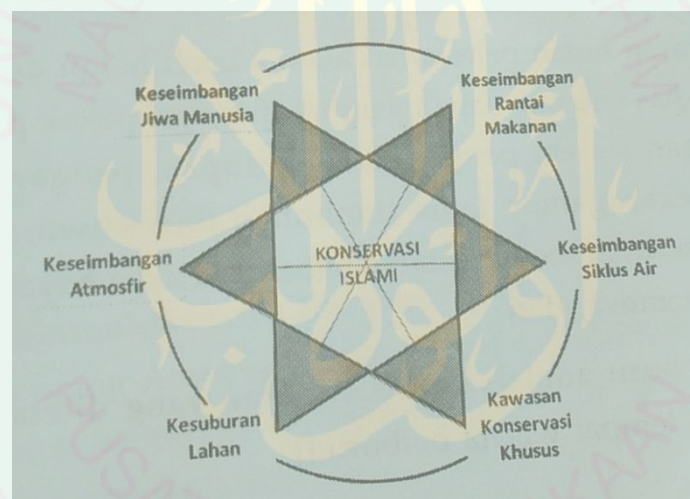 Keseimbangan
Jiwa Manusia
Keseimbangan
Rantai
Makanan
Keseimbangan
Atmosfir
KONSERVASI
ISLAMI
Keseimbangan
Siklus Air
Kesuburan
Lahan
Kawasan
Konservasi
Khusus